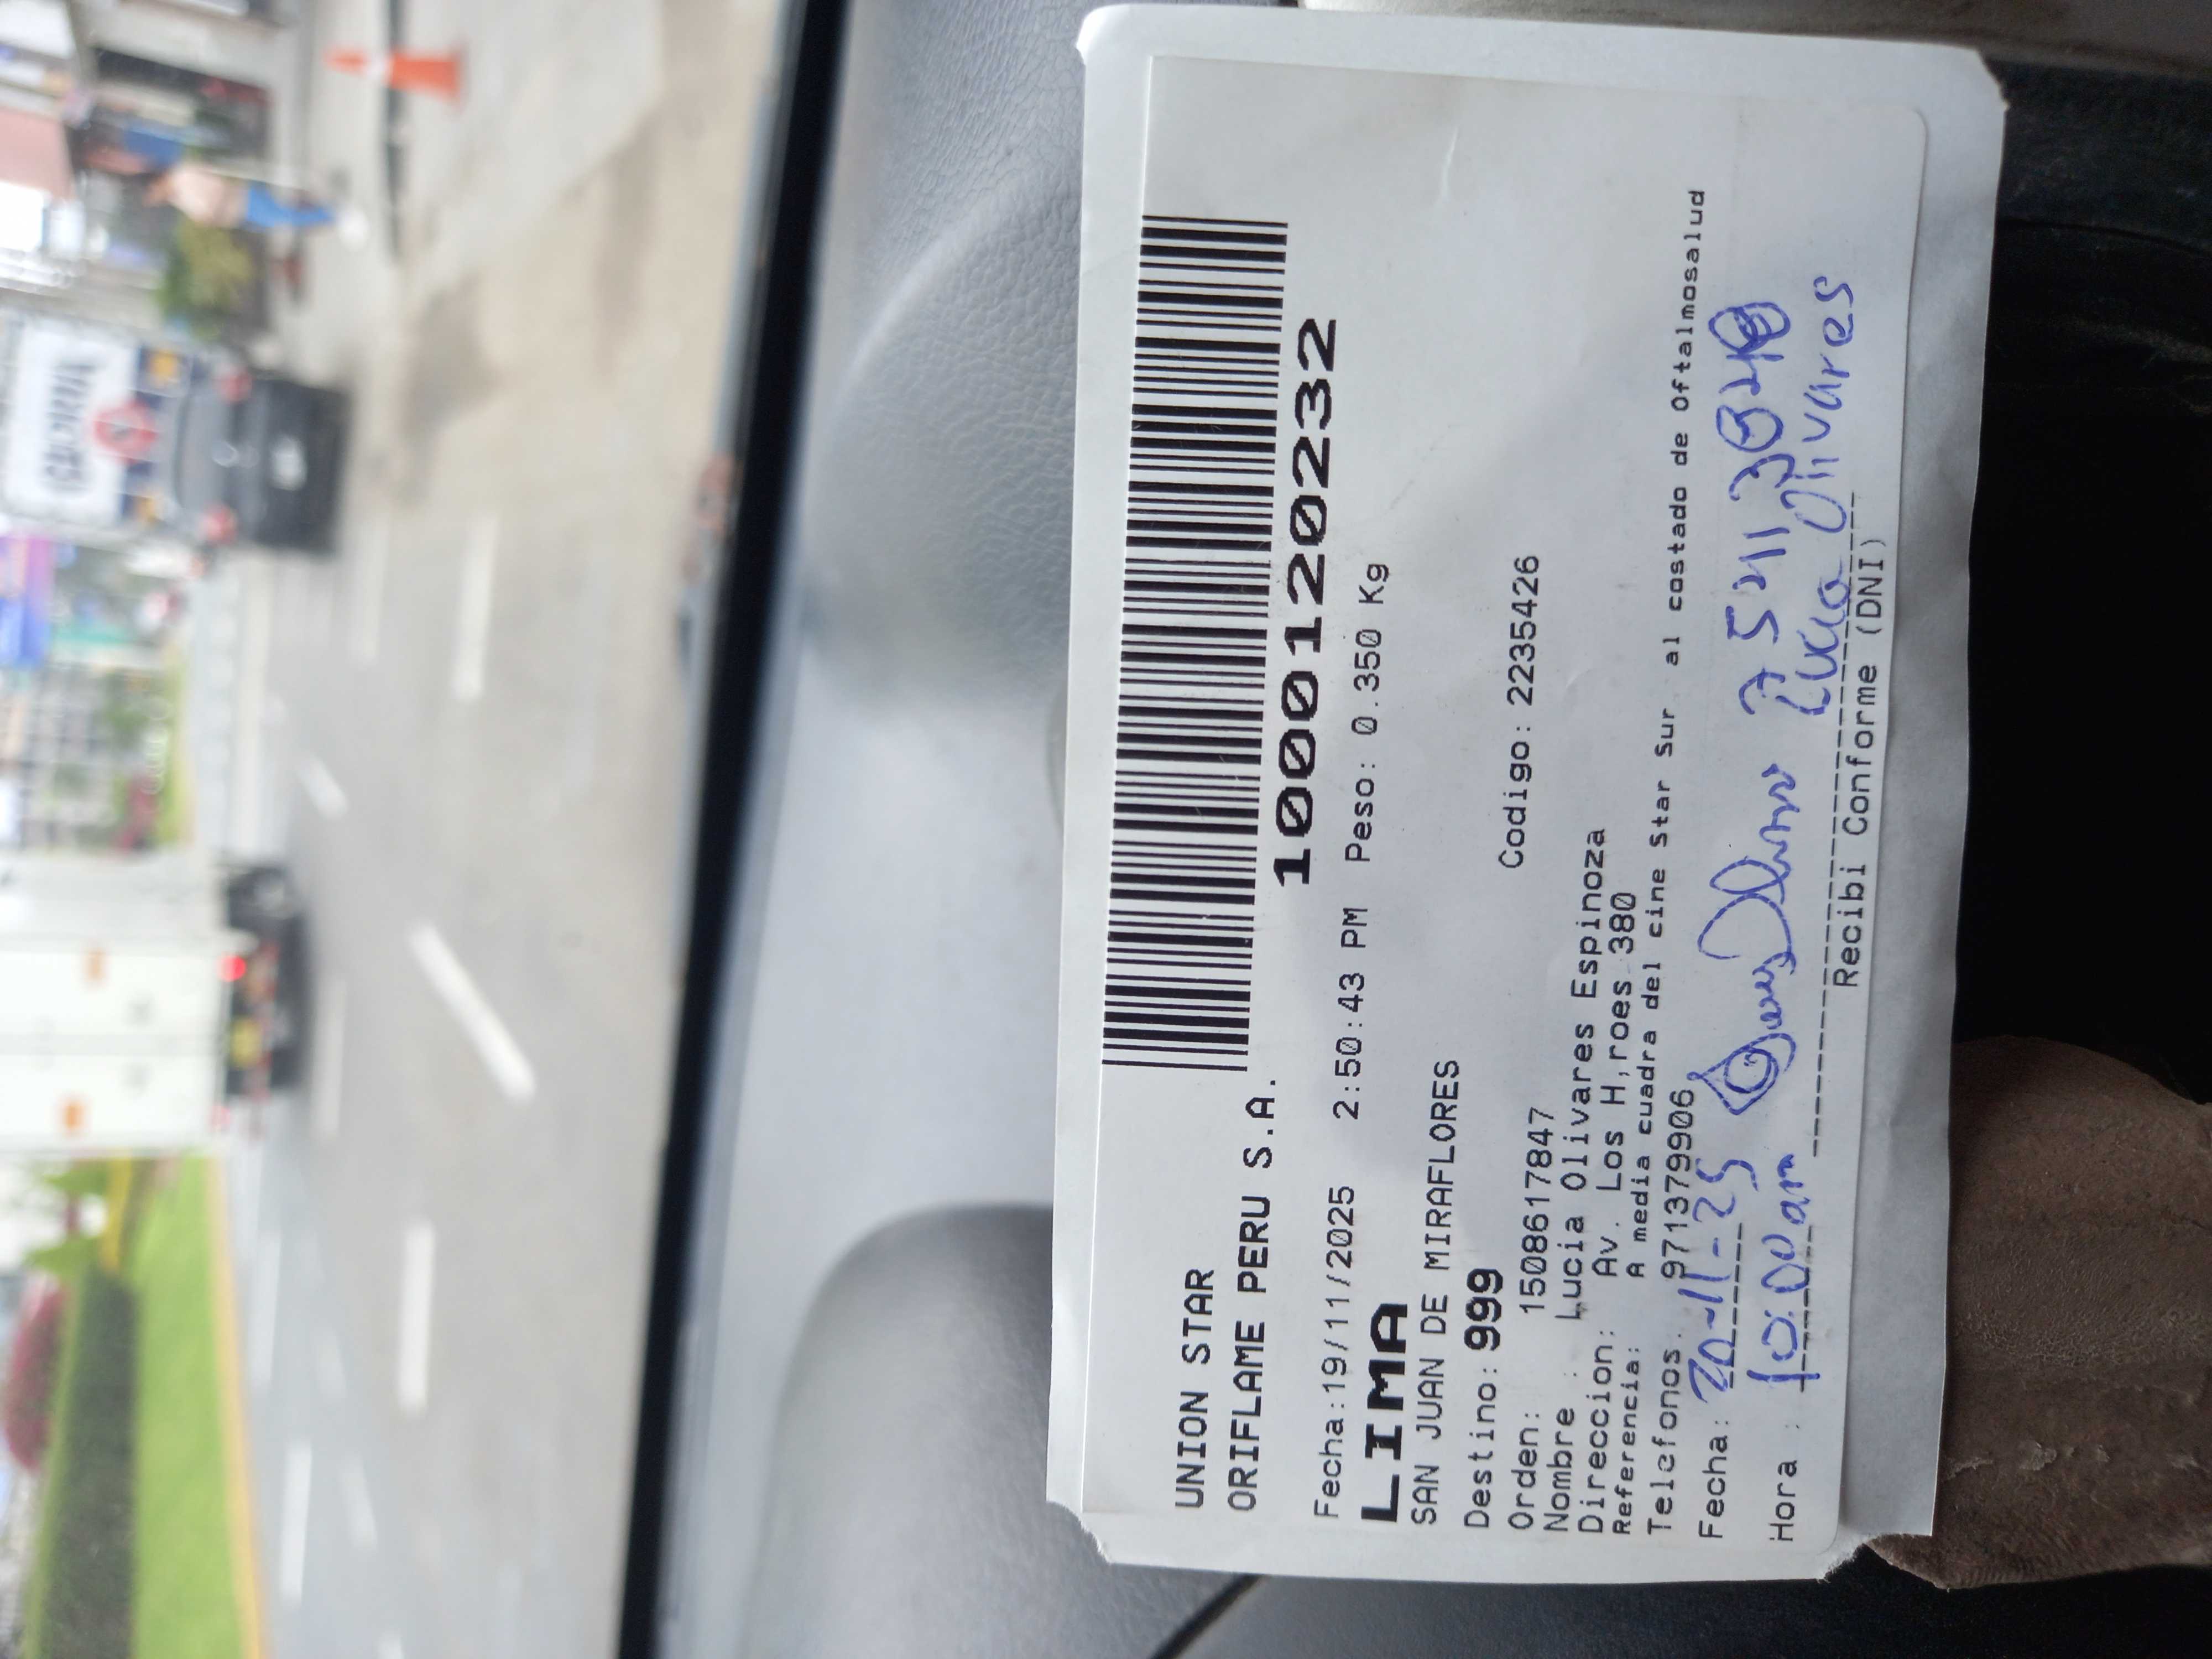 UNION STAR
ORIFLAME PERU S.A.
1000120232
Fecha:19/11/2025 2:50:43 PM Peso: 0.350 Kg
LIMA
SAN JUAN DE MIRAFLORES
Destino: 999
Orden: 1508617847 Codigo: 2235426
Nombre : Lucia Olivares Espinoza
Direccion: Av. Los H,roes 380
Referencia: A media cuadra del cine Star Sur. al costado de Oftalmosalud
Telefonos. 971379906
Fecha: 20-11-25
Hora : 10:00 am
Olivares
Recibi Conforme (DNI)